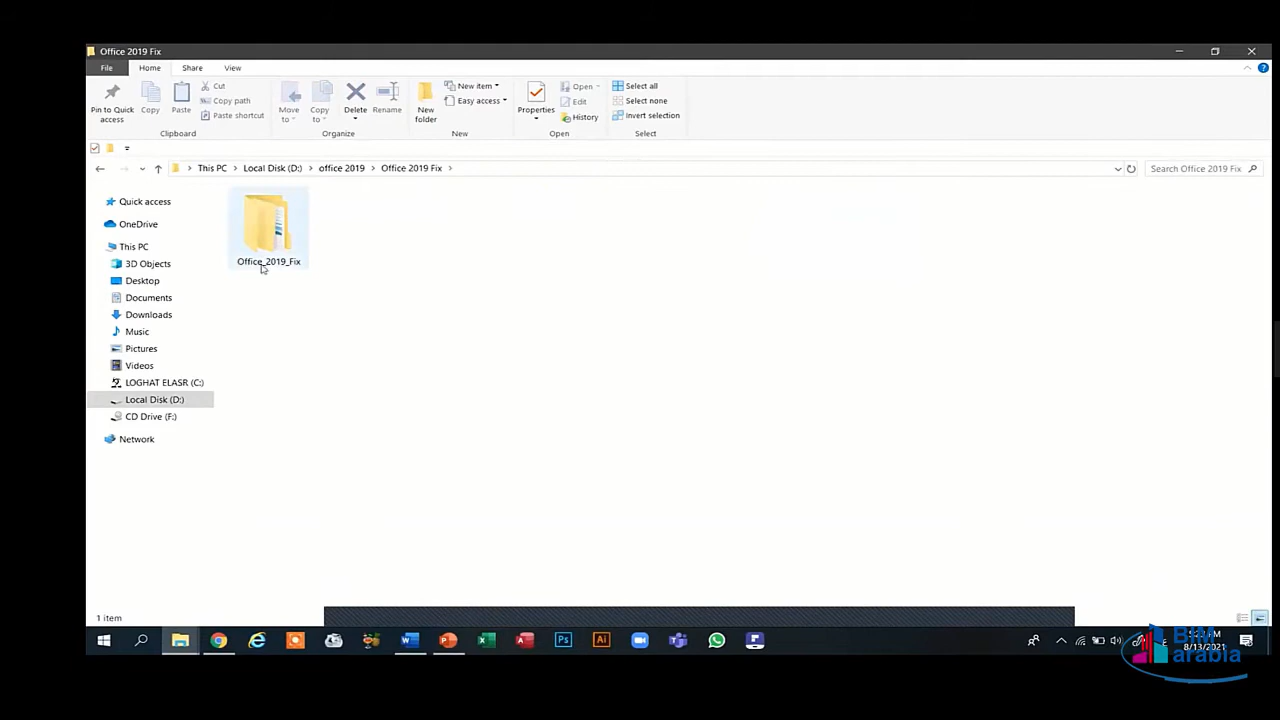 Office 2019 Fix
File Home Share View
Pin to Quick access
Copy
Paste
Cut
Copy path
Paste shortcut
Clipboard
Move to
Copy to
Delete
Rename
Organize
New folder
New item
Easy access
New
Properties
Open
Edit
History
Open
Select all
Select none
Invert selection
Select
This PC > Local Disk (D:) > office 2019 > Office 2019 Fix >
Search Office 2019 Fix
Quick access
OneDrive
This PC
3D Objects
Desktop
Documents
Downloads
Music
Pictures
Videos
LOGHAT ELASR (C:)
Local Disk (D:)
CD Drive (F:)
Network
Office_2019_Fix
1 item
8/13/2021
BIM
arabia